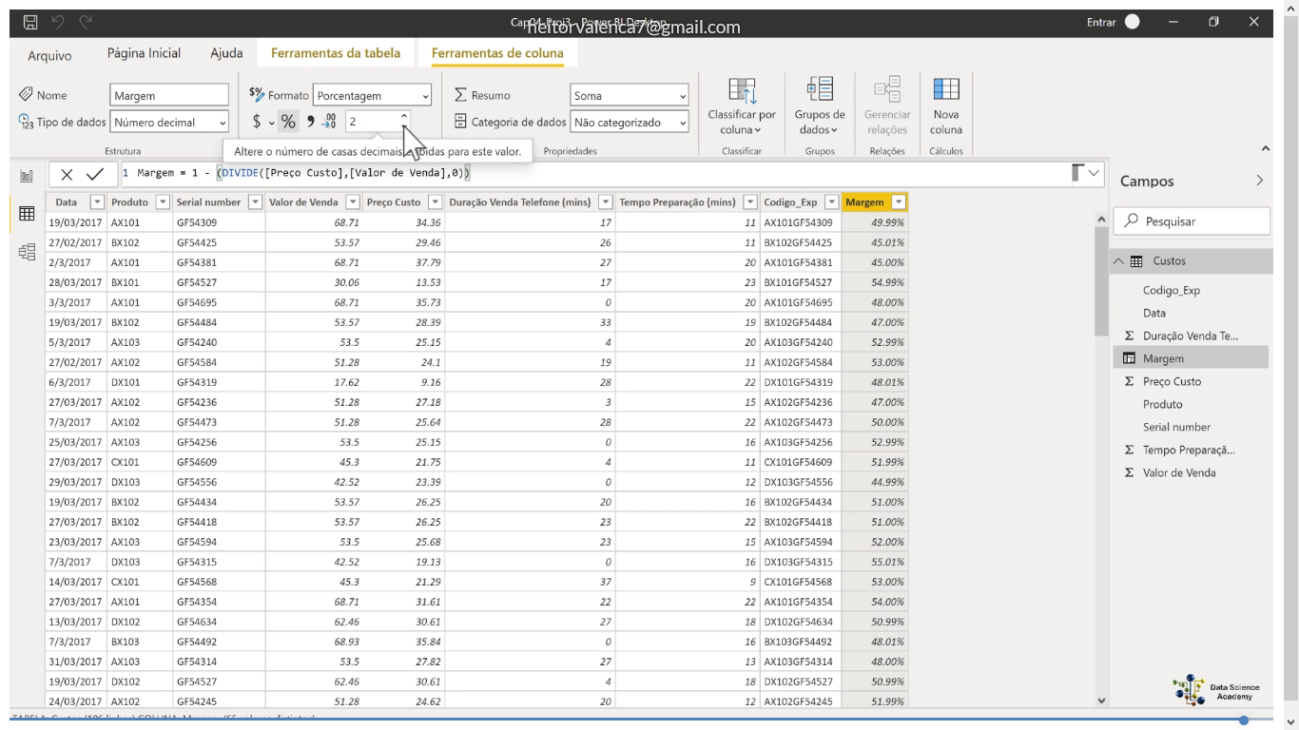 Cap04-Proj3 - Power BI Desktop
heitorvalenca7@gmail.com
Entrar
Arquivo Página Inicial Ajuda Ferramentas da tabela Ferramentas de coluna
Nome Margem
$% Formato Porcentagem
Σ Resumo Soma
Tipo de dados Número decimal
$ % 9 .00 2
Categoria de dados Não categorizado
Classificar por coluna
Grupos de dados
Gerenciar relações
Nova coluna
Estrutura Propriedades Classificar Grupos Relações Cálculos
Altere o número de casas decimais para este valor.
1 Margem = 1 - (DIVIDE([Preço Custo],[Valor de Venda],0))
Data Produto Serial number Valor de Venda Preço Custo Duração Venda Telefone (mins) Tempo Preparação (mins) Codigo_Exp Margem
19/03/2017 AX101 GF54309 68.71 34.36 17 11 AX101GF54309 49.99%
27/02/2017 BX102 GF54425 53.57 29.46 26 11 BX102GF54425 45.01%
2/3/2017 AX101 GF54381 68.71 37.79 27 20 AX101GF54381 45.00%
28/03/2017 BX101 GF54527 30.06 13.53 17 23 BX101GF54527 54.99%
3/3/2017 AX101 GF54695 68.71 35.73 0 20 AX101GF54695 48.00%
19/03/2017 BX102 GF54484 53.57 28.39 33 19 BX102GF54484 47.00%
5/3/2017 AX103 GF54240 53.5 25.15 4 20 AX103GF54240 52.99%
27/02/2017 AX102 GF54584 51.28 24.1 19 11 AX102GF54584 53.00%
6/3/2017 DX101 GF54319 17.62 9.16 28 22 DX101GF54319 48.01%
27/03/2017 AX102 GF54236 51.28 27.18 3 15 AX102GF54236 47.00%
7/3/2017 AX102 GF54473 51.28 25.64 28 22 AX102GF54473 50.00%
25/03/2017 AX103 GF54256 53.5 25.15 0 16 AX103GF54256 52.99%
27/03/2017 CX101 GF54609 45.3 21.75 4 11 CX101GF54609 51.99%
29/03/2017 DX103 GF54556 42.52 23.39 0 12 DX103GF54556 44.99%
19/03/2017 BX102 GF54434 53.57 26.25 20 16 BX102GF54434 51.00%
27/03/2017 BX102 GF54418 53.57 26.25 23 22 BX102GF54418 51.00%
23/03/2017 AX103 GF54594 53.5 25.68 23 15 AX103GF54594 52.00%
7/3/2017 DX103 GF54315 42.52 19.13 0 16 DX103GF54315 55.01%
14/03/2017 CX101 GF54568 45.3 21.29 37 9 CX101GF54568 53.00%
27/03/2017 AX101 GF54354 68.71 31.61 22 22 AX101GF54354 54.00%
13/03/2017 DX102 GF54634 62.46 30.61 27 18 DX102GF54634 50.99%
7/3/2017 BX103 GF54492 68.93 35.84 0 16 BX103GF54492 48.01%
31/03/2017 AX103 GF54314 53.5 27.82 27 13 AX103GF54314 48.00%
19/03/2017 DX102 GF54527 62.46 30.61 4 18 DX102GF54527 50.99%
24/03/2017 AX102 GF54245 51.28 24.62 20 12 AX102GF54245 51.99%
Campos
Pesquisar
Custos
Codigo_Exp
Data
Σ Duração Venda Te...
Margem
Σ Preço Custo
Produto
Serial number
Σ Tempo Preparaçã...
Σ Valor de Venda
Data Science
Academy